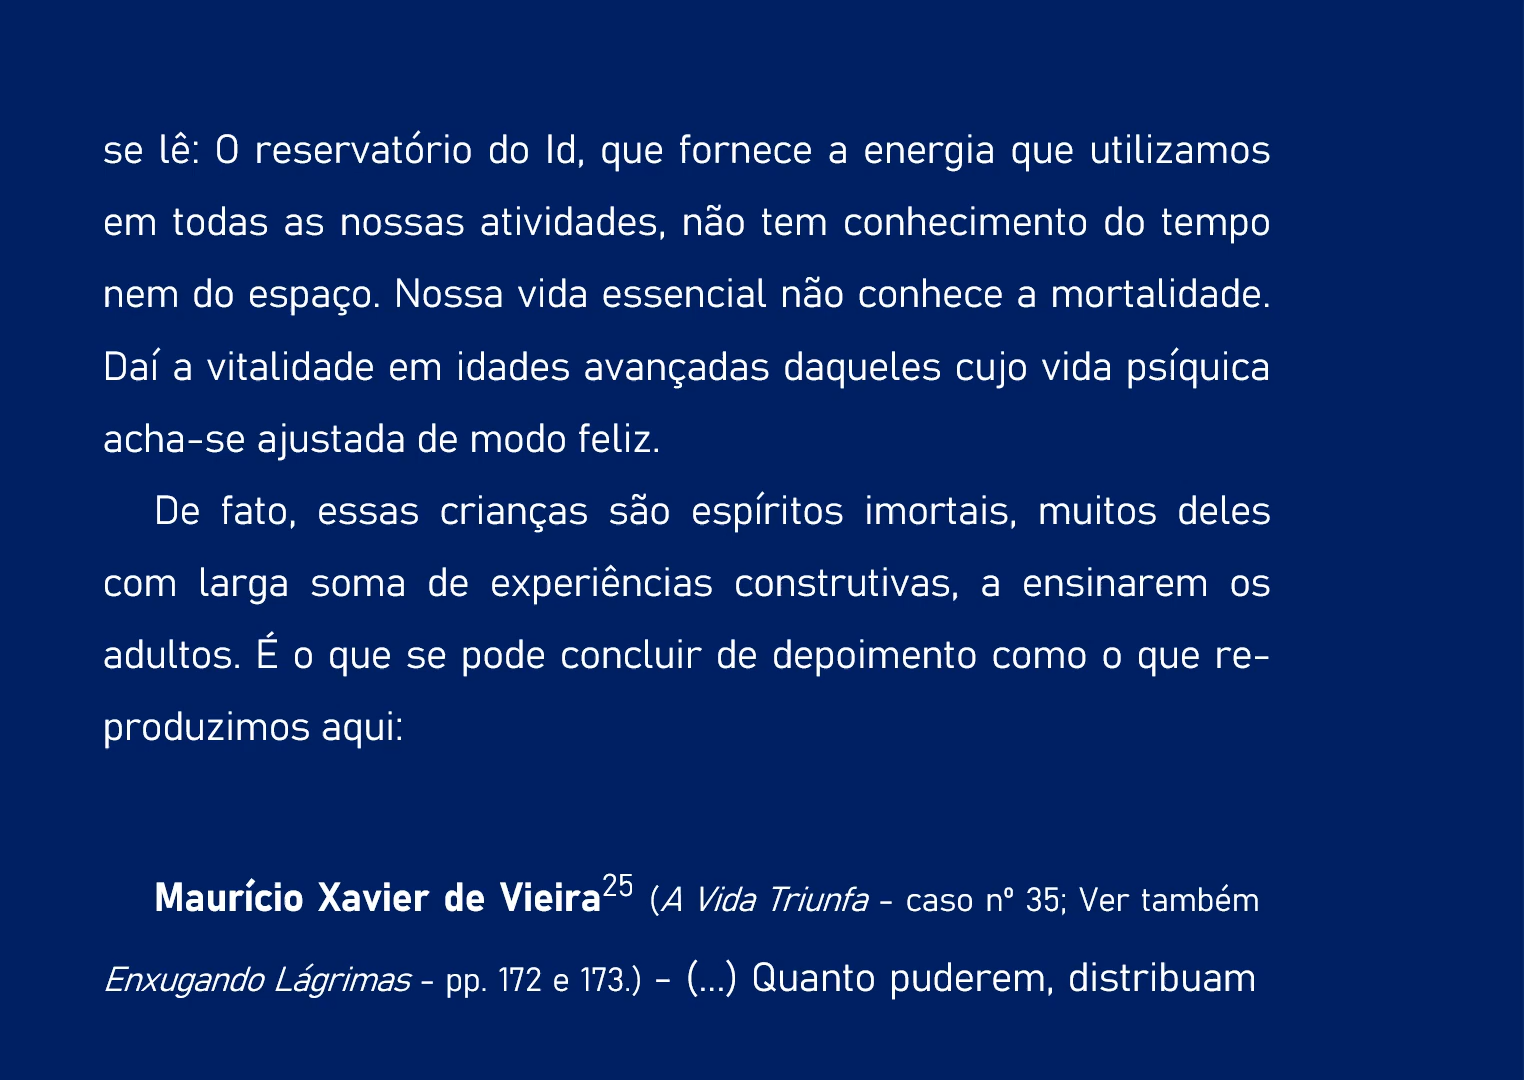 se lê: O reservatório do Id, que fornece a energia que utilizamos
em todas as nossas atividades, não tem conhecimento do tempo
nem do espaço. Nossa vida essencial não conhece a mortalidade.
Daí a vitalidade em idades avançadas daqueles cujo vida psíquica
acha-se ajustada de modo feliz.
De fato, essas crianças são espíritos imortais, muitos deles
com larga soma de experiências construtivas, a ensinarem os
adultos. É o que se pode concluir de depoimento como o que re-
produzimos aqui:
Maurício Xavier de Vieira25 (A Vida Triunfa - caso nº 35; Ver também
Enxugando Lágrimas - pp. 172 e 173.) - (...) Quanto puderem, distribuam